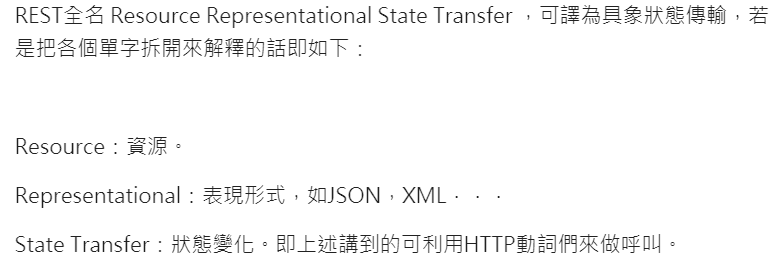 REST全名 Resource Representational State Transfer ，可譯為具象狀態傳輸，若
是把各個單字拆開來解釋的話即如下：
Resource：資源。
Representational：表現形式，如JSON，XML．．．
State Transfer：狀態變化。即上述講到的可利用HTTP動詞們來做呼叫。